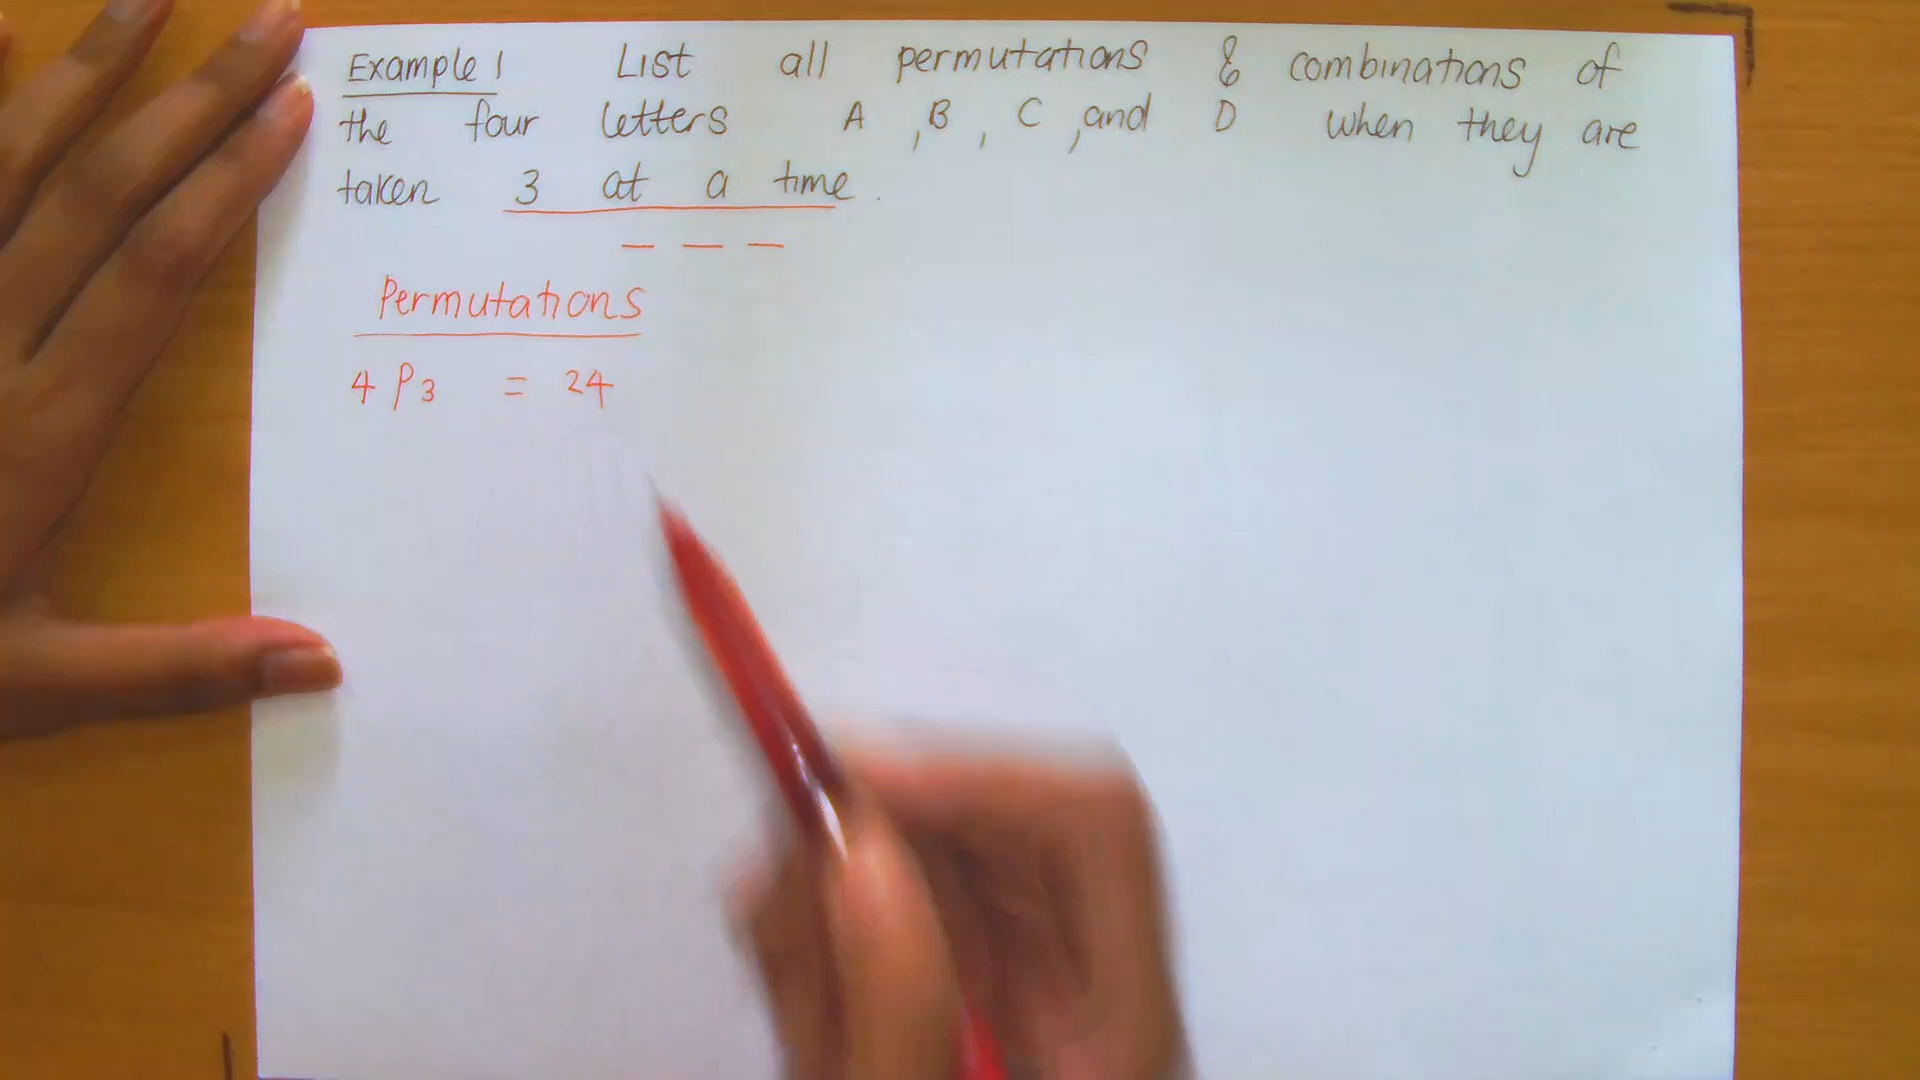 Example 1 List all permutations & combinations of
the four letters A , B , C , and D when they are
taken 3 at a time .
_ _ _
Permutations
4 P 3 = 24